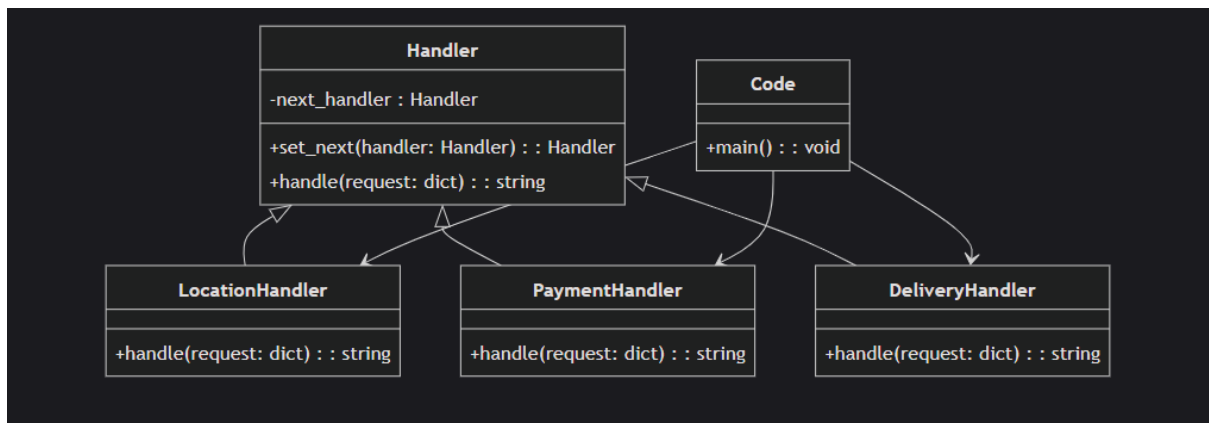 Handler
-next_handler : Handler
+set_next(handler: Handler) : : Handler
+handle(request: dict) : : string
Code
+main() : : void
LocationHandler
+handle(request: dict) : : string
PaymentHandler
+handle(request: dict) : : string
DeliveryHandler
+handle(request: dict) : : string